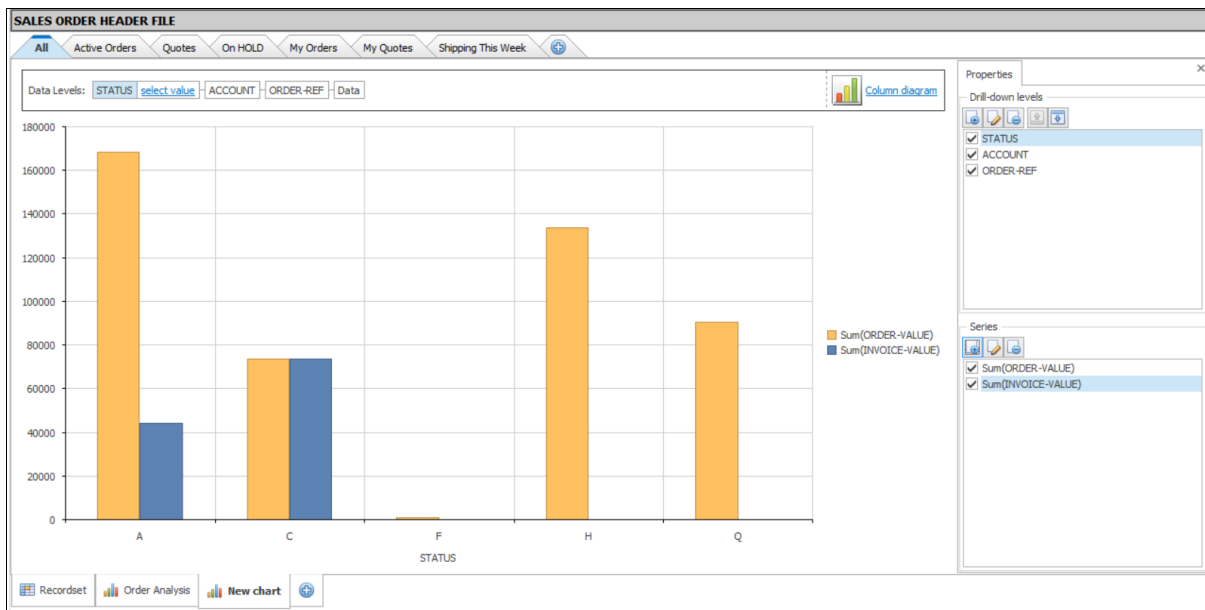 SALES ORDER HEADER FILE
All Active Orders Quotes On HOLD My Orders My Quotes Shipping This Week
Data Levels: STATUS select value ACCOUNT ORDER-REF Data Column diagram
Properties
Drill-down levels
STATUS
ACCOUNT
ORDER-REF
180000
160000
140000
120000
100000
80000
60000
40000
20000
0
A C F H Q
STATUS
Sum(ORDER-VALUE)
Sum(INVOICE-VALUE)
Series
Sum(ORDER-VALUE)
Sum(INVOICE-VALUE)
Recordset Order Analysis New chart